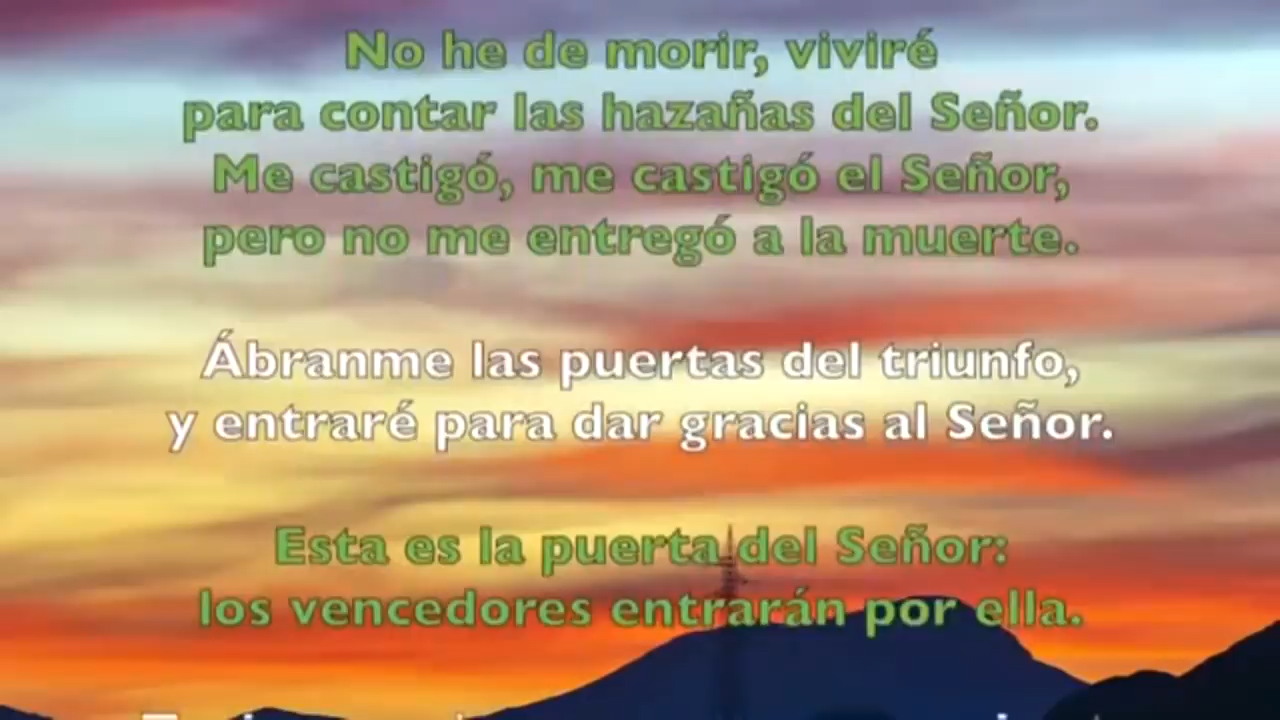 No he de morir, viviré
para contar las hazañas del Señor.
Me castigó, me castigó el Señor,
pero no me entregó a la muerte.
Ábranme las puertas del triunfo,
y entraré para dar gracias al Señor.
Esta es la puerta del Señor:
los vencedores entrarán por ella.